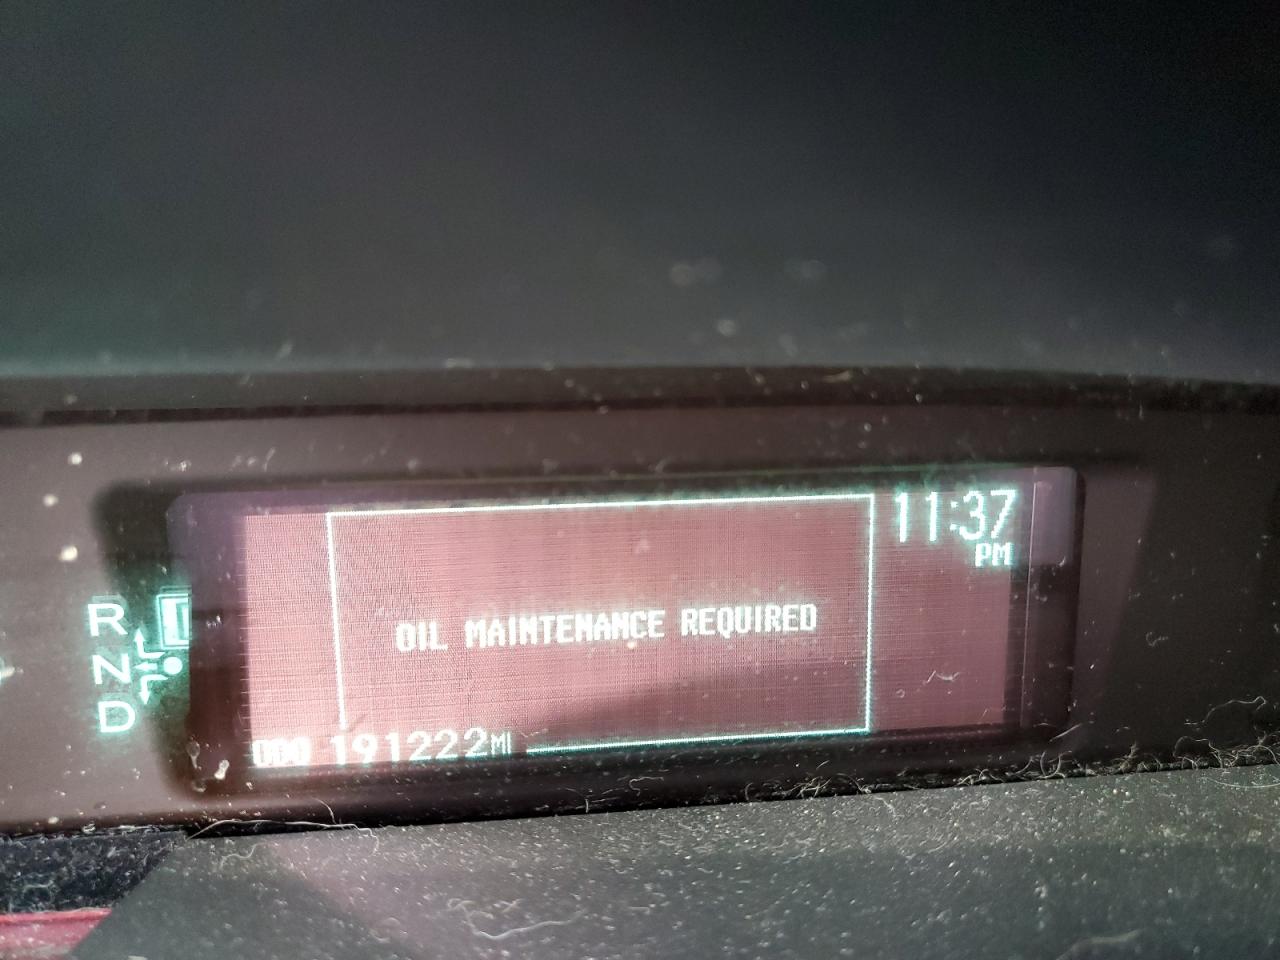 11:37
PM
R
N
D
OIL MAINTENANCE REQUIRED
ODO 191222MI